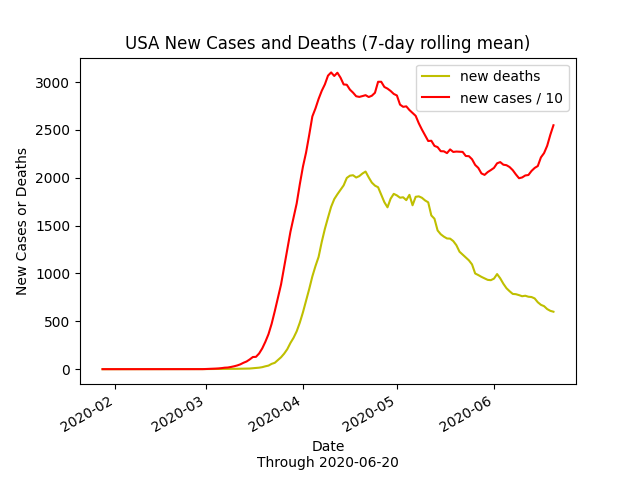 USA New Cases and Deaths (7-day rolling mean)
new deaths
new cases / 10
New Cases or Deaths
3000
2500
2000
1500
1000
500
0
2020-02
2020-03
2020-04
2020-05
2020-06
Date
Through 2020-06-20